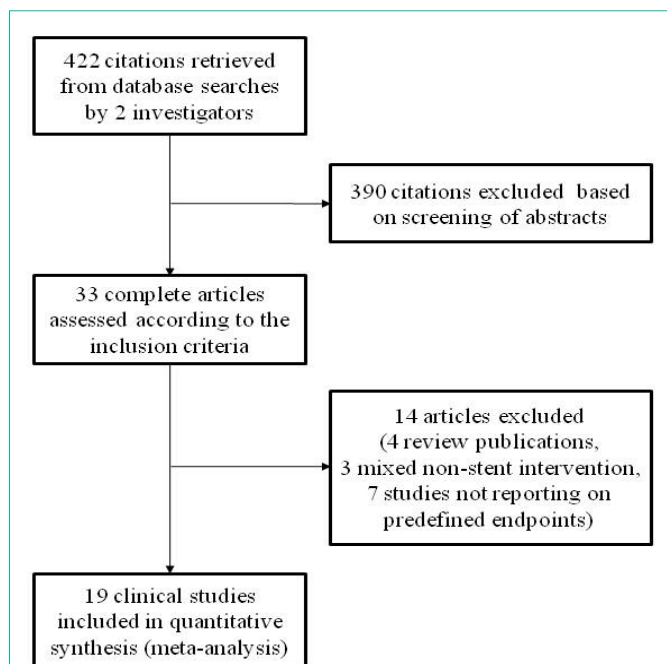 422 citations retrieved
from database searches
by 2 investigators
390 citations excluded based
on screening of abstracts
33 complete articles
assessed according to the
inclusion criteria
14 articles excluded
(4 review publications,
3 mixed non-stent intervention,
7 studies not reporting on
predefined endpoints)
19 clinical studies
included in quantitative
synthesis (meta-analysis)